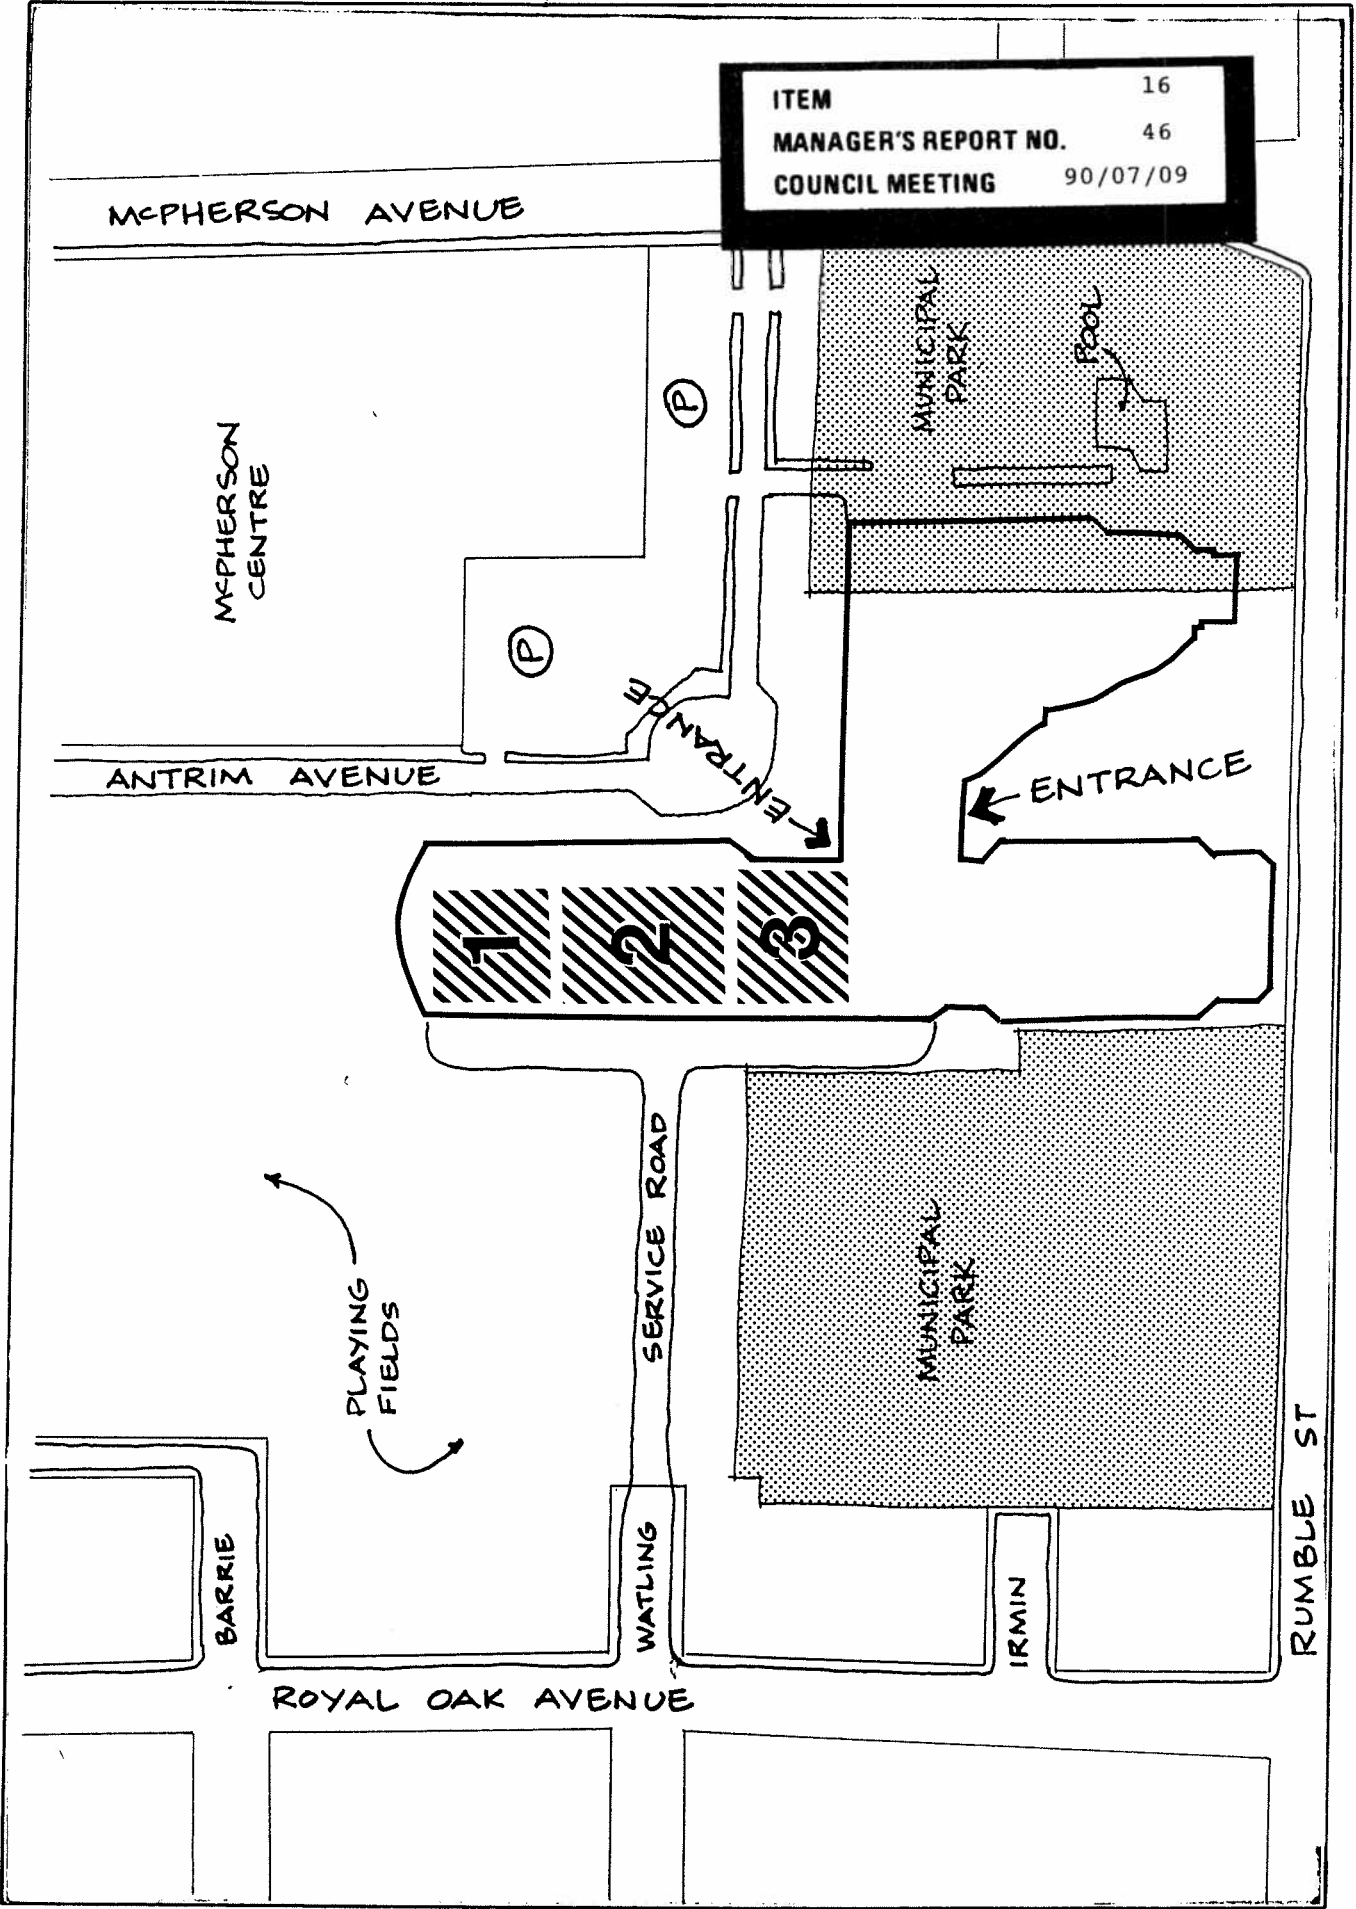 ITEM 16
MANAGER'S REPORT NO. 46
COUNCIL MEETING 90/07/09
McPHERSON AVENUE
MUNICIPAL
PARK
POOL
P
McPHERSON
CENTRE
P
ENTRANCE
ANTRIM AVENUE
ENTRANCE
1
2
3
SERVICE ROAD
PLAYING
FIELDS
MUNICIPAL
PARK
BARRIE
WATLING
IRMIN
RUMBLE ST
ROYAL OAK AVENUE